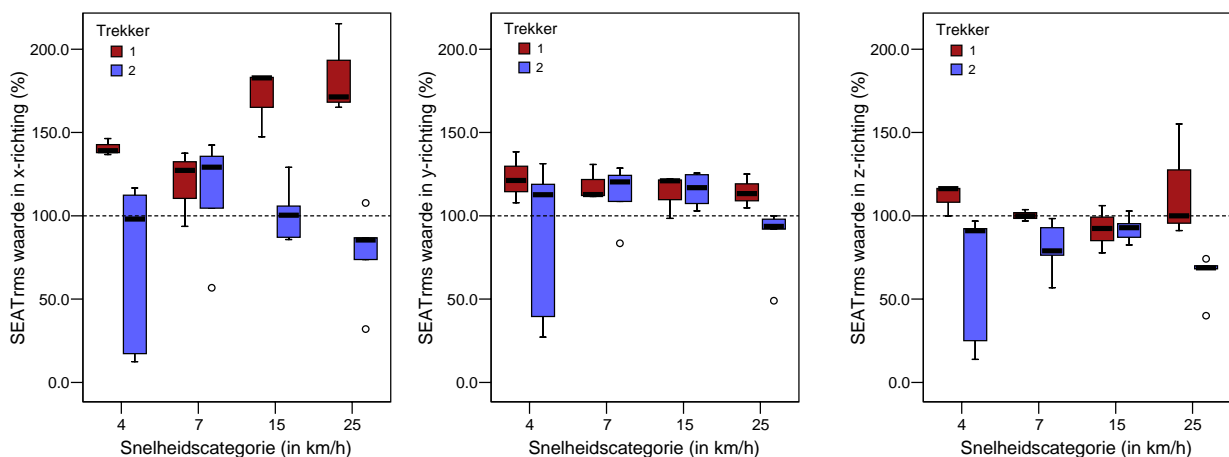 SEATrms waarde in x-richting (%)
Trekker
1
2
200.0
150.0
100.0
50.0
0.0
4 7 15 25
Snelheidscategorie (in km/h)
SEATrms waarde in y-richting (%)
Trekker
1
2
200.0
150.0
100.0
50.0
0.0
4 7 15 25
Snelheidscategorie (in km/h)
SEATrms waarde in z-richting (%)
Trekker
1
2
200.0
150.0
100.0
50.0
0.0
4 7 15 25
Snelheidscategorie (in km/h)